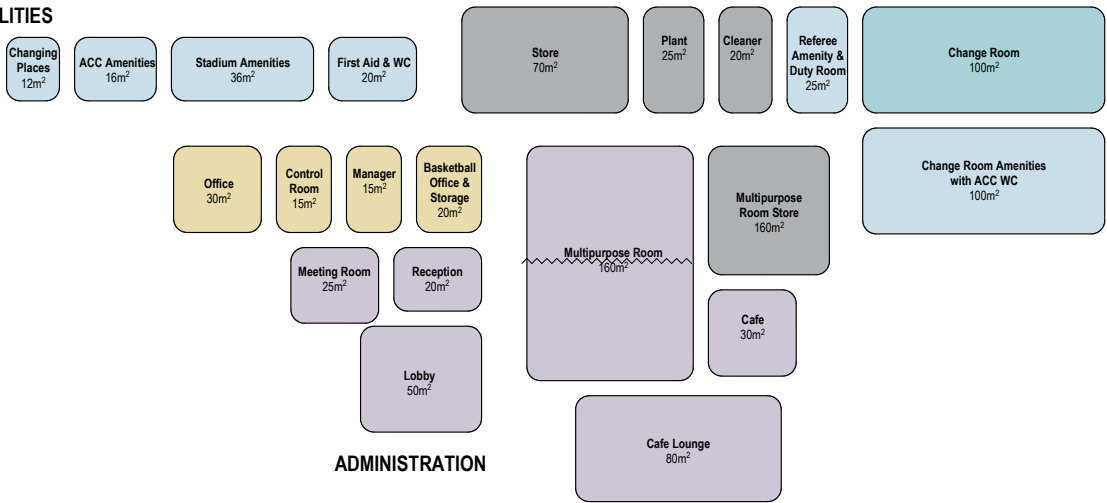 LITIES
Changing
Places
12m²
ACC Amenities
16m²
Stadium Amenities
36m²
First Aid & WC
20m²
Store
70m²
Plant
25m²
Cleaner
20m²
Referee
Amenity &
Duty Room
25m²
Change Room
100m²
Office
30m²
Control
Room
15m²
Manager
15m²
Basketball
Office &
Storage
20m²
Multipurpose Room
160m²
Multipurpose
Room Store
160m²
Change Room Amenities
with ACC WC
100m²
Meeting Room
25m²
Reception
20m²
Cafe
30m²
Lobby
50m²
Cafe Lounge
80m²
ADMINISTRATION